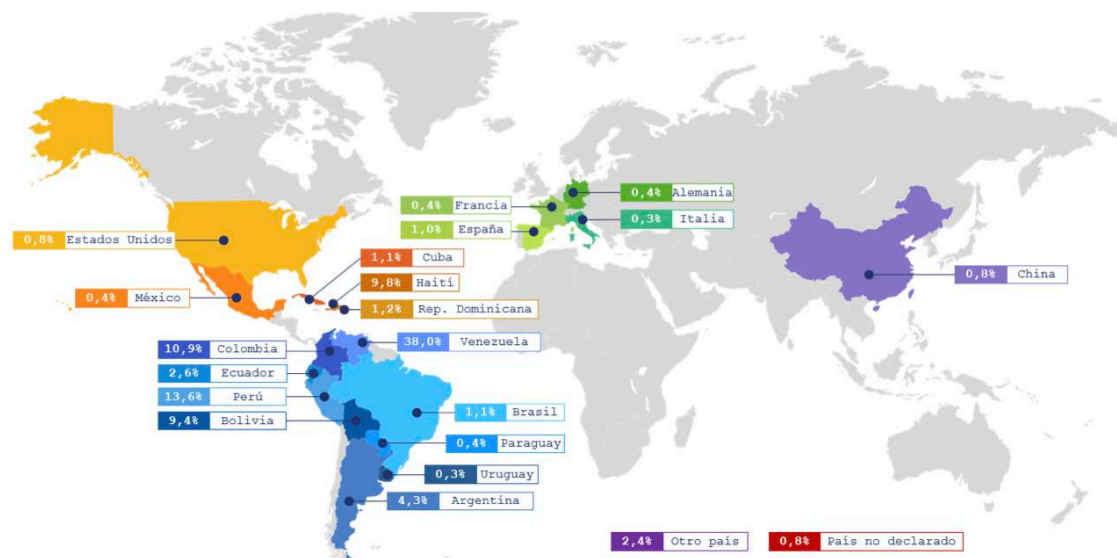 0,4% Alemania
0,4% Francia
0,3% Italia
1,0% España
0,8% Estados Unidos
1,1% Cuba
0,8% China
9,8% Haití
0,4% México
1,2% Rep. Dominicana
38,0% Venezuela
10,9% Colombia
2,6% Ecuador
13,6% Perú
1,1% Brasil
9,4% Bolivia
0,4% Paraguay
0,3% Uruguay
4,3% Argentina
2,4% Otro país
0,8% País no declarado